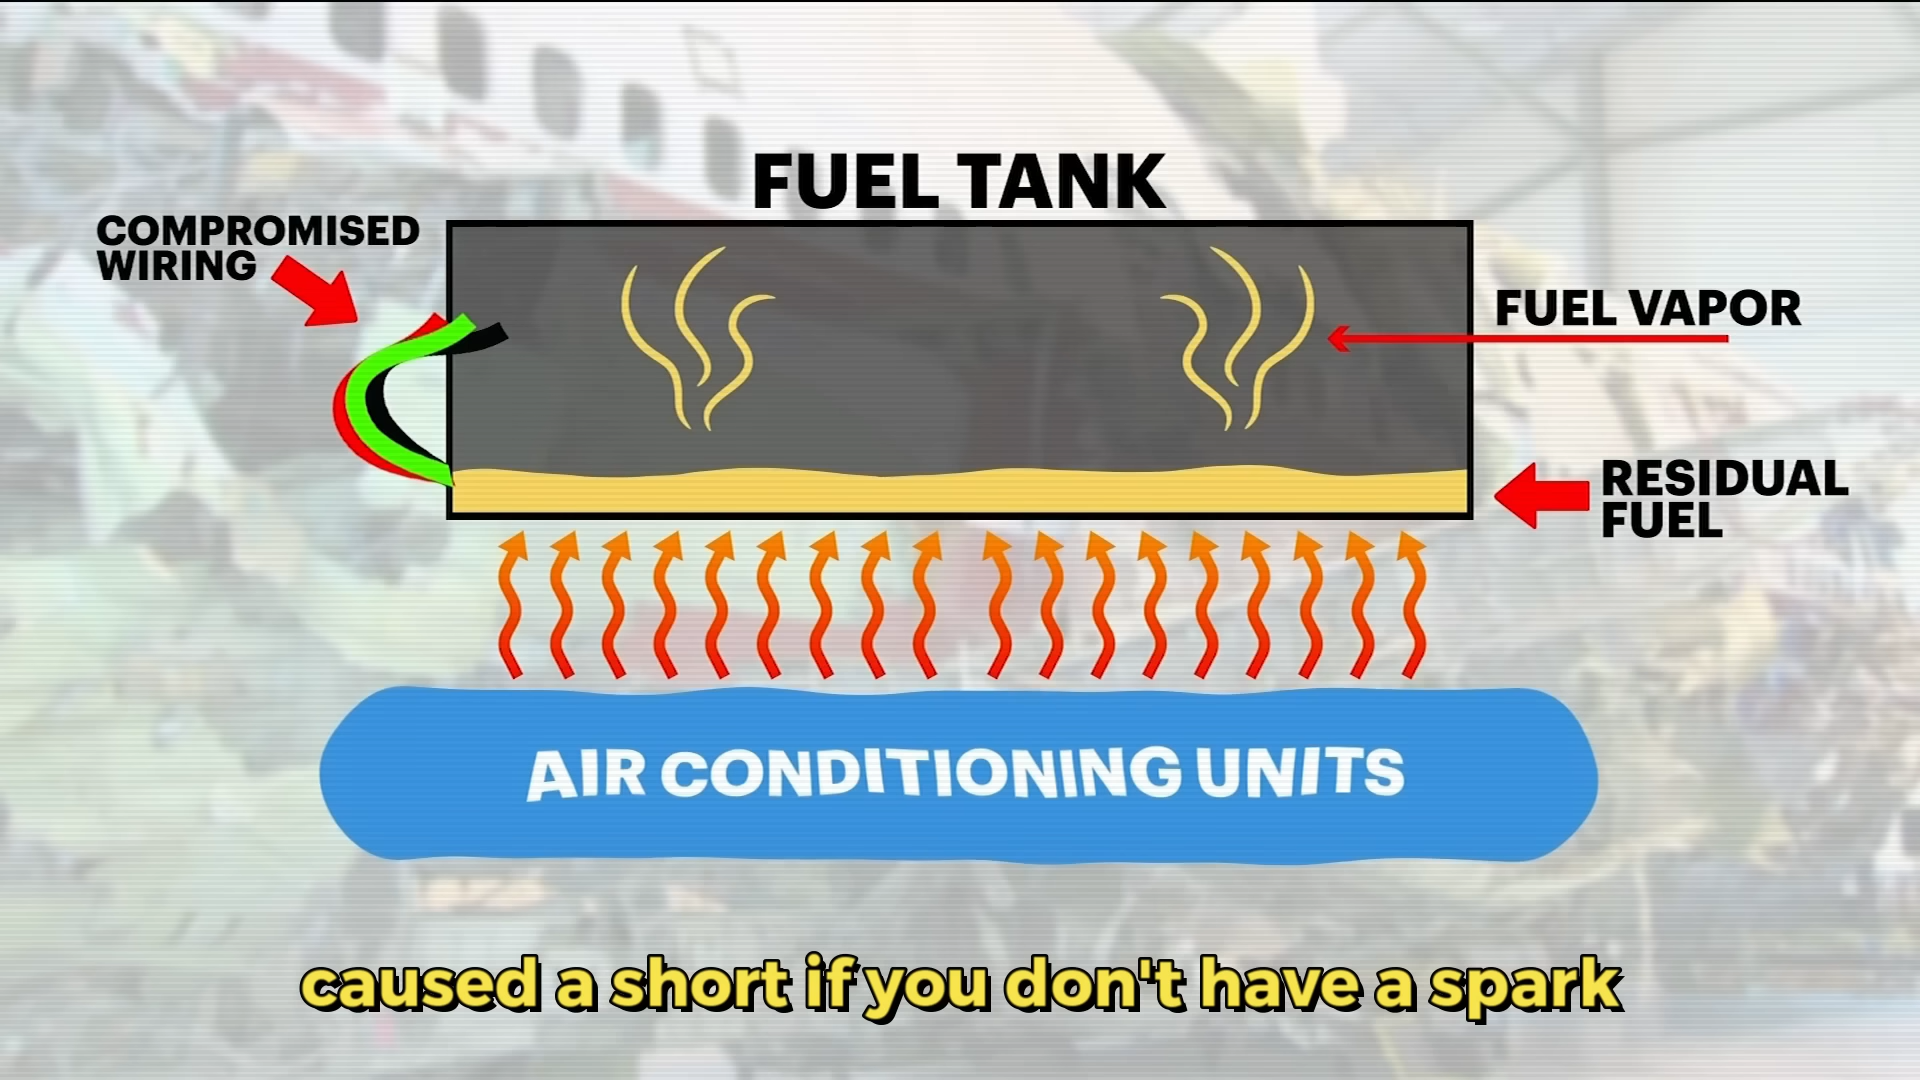 FUEL TANK
COMPROMISED
WIRING
FUEL VAPOR
RESIDUAL
FUEL
AIR CONDITIONING UNITS
caused a short if you don't have a spark